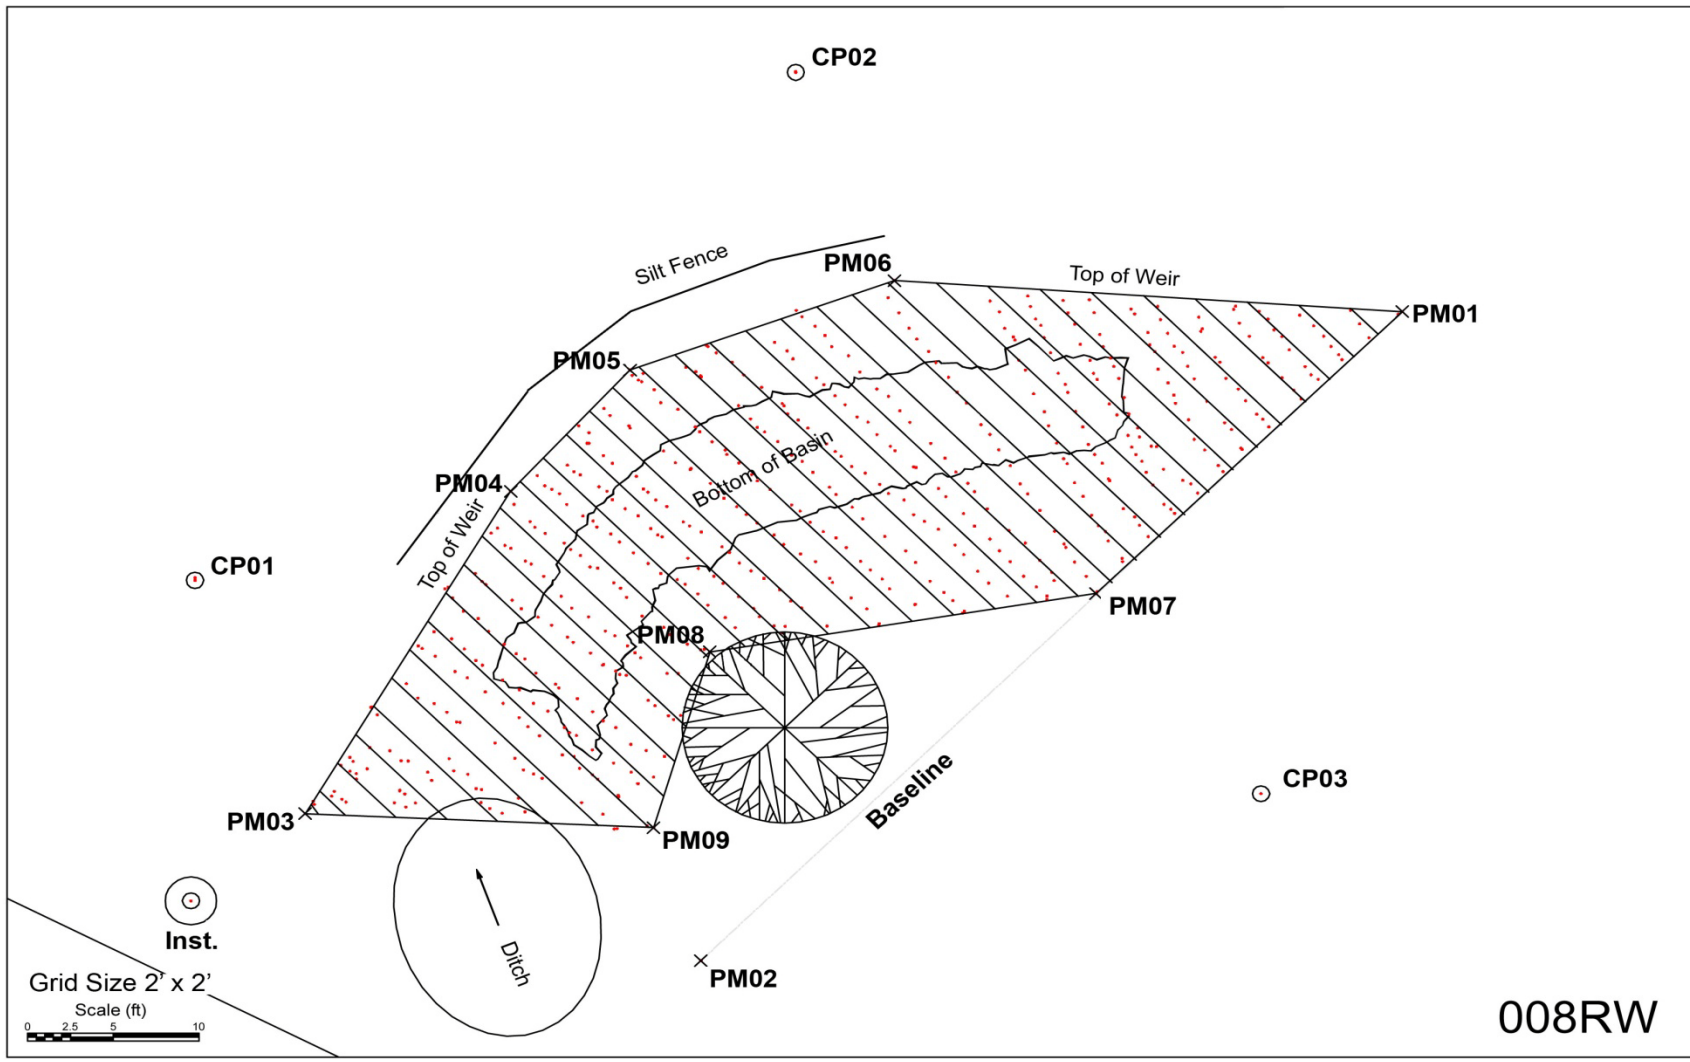 CP02
Silt Fence
PM06
Top of Weir
PM01
PM05
Bottom of Basin
PM04
Top of Weir
CP01
PM07
PM08
CP03
Baseline
PM03
PM09
Inst.
Ditch
PM02
Grid Size 2' x 2'
Scale (ft)
0 2.5 5 10
008RW